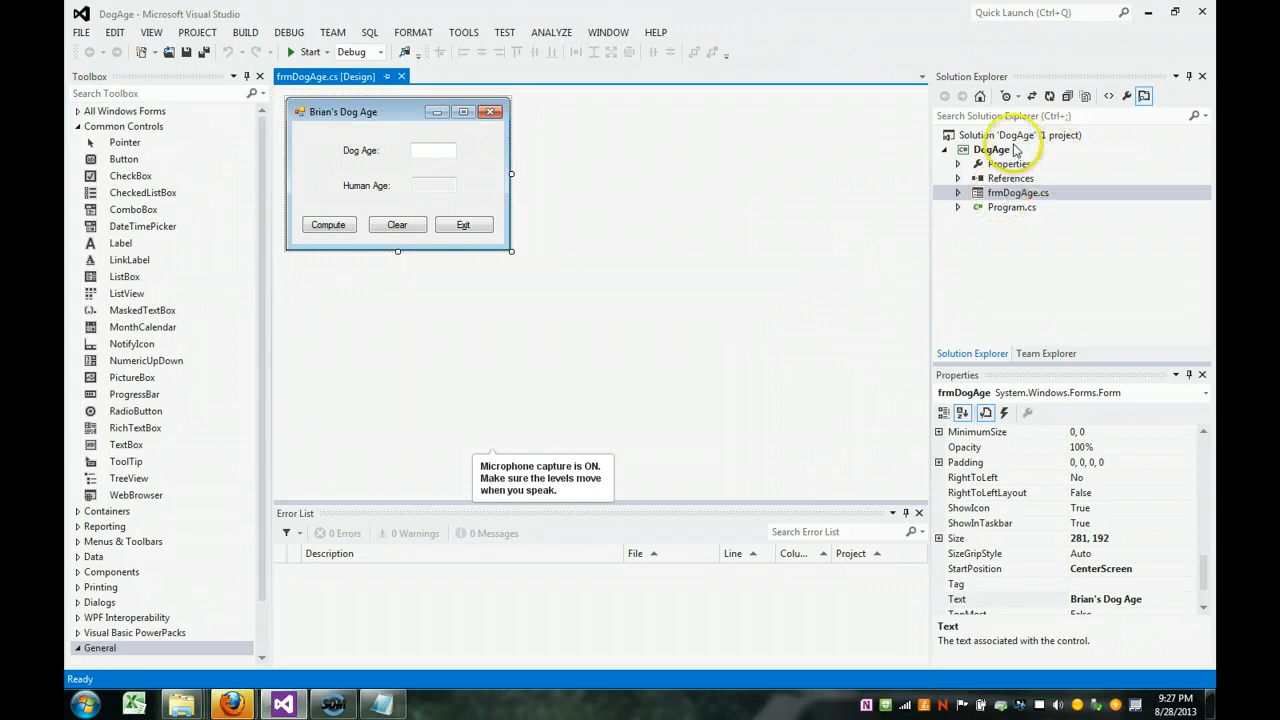 DogAge - Microsoft Visual Studio
Quick Launch (Ctrl+Q)
FILE EDIT VIEW PROJECT BUILD DEBUG TEAM SQL FORMAT TOOLS TEST ANALYZE WINDOW HELP
Start Debug
Toolbox
Search Toolbox
All Windows Forms
Common Controls
Pointer
Button
CheckBox
CheckedListBox
ComboBox
DateTimePicker
Label
LinkLabel
ListBox
ListView
MaskedTextBox
MonthCalendar
NotifyIcon
NumericUpDown
PictureBox
ProgressBar
RadioButton
RichTextBox
TextBox
ToolTip
TreeView
WebBrowser
Containers
Reporting
Menus & Toolbars
Data
Components
Printing
Dialogs
WPF Interoperability
Visual Basic PowerPacks
General
frmDogAge.cs [Design]
Brian's Dog Age
Dog Age:
Human Age:
Compute Clear Exit
Microphone capture is ON.
Make sure the levels move
when you speak.
Error List
0 Errors 0 Warnings 0 Messages
Search Error List
Description File Line Colu... Project
Solution Explorer
Search Solution Explorer (Ctrl+;)
Solution 'DogAge' (1 project)
DogAge
Properties
References
frmDogAge.cs
Program.cs
Solution Explorer Team Explorer
Properties
frmDogAge System.Windows.Forms.Form
MinimumSize 0, 0
Opacity 100%
Padding 0, 0, 0, 0
RightToLeft No
RightToLeftLayout False
ShowIcon True
ShowInTaskbar True
Size 281, 192
SizeGripStyle Auto
StartPosition CenterScreen
Tag
Text Brian's Dog Age
TopMost False
Text
The text associated with the control.
Ready
SOM
9:27 PM
8/28/2013